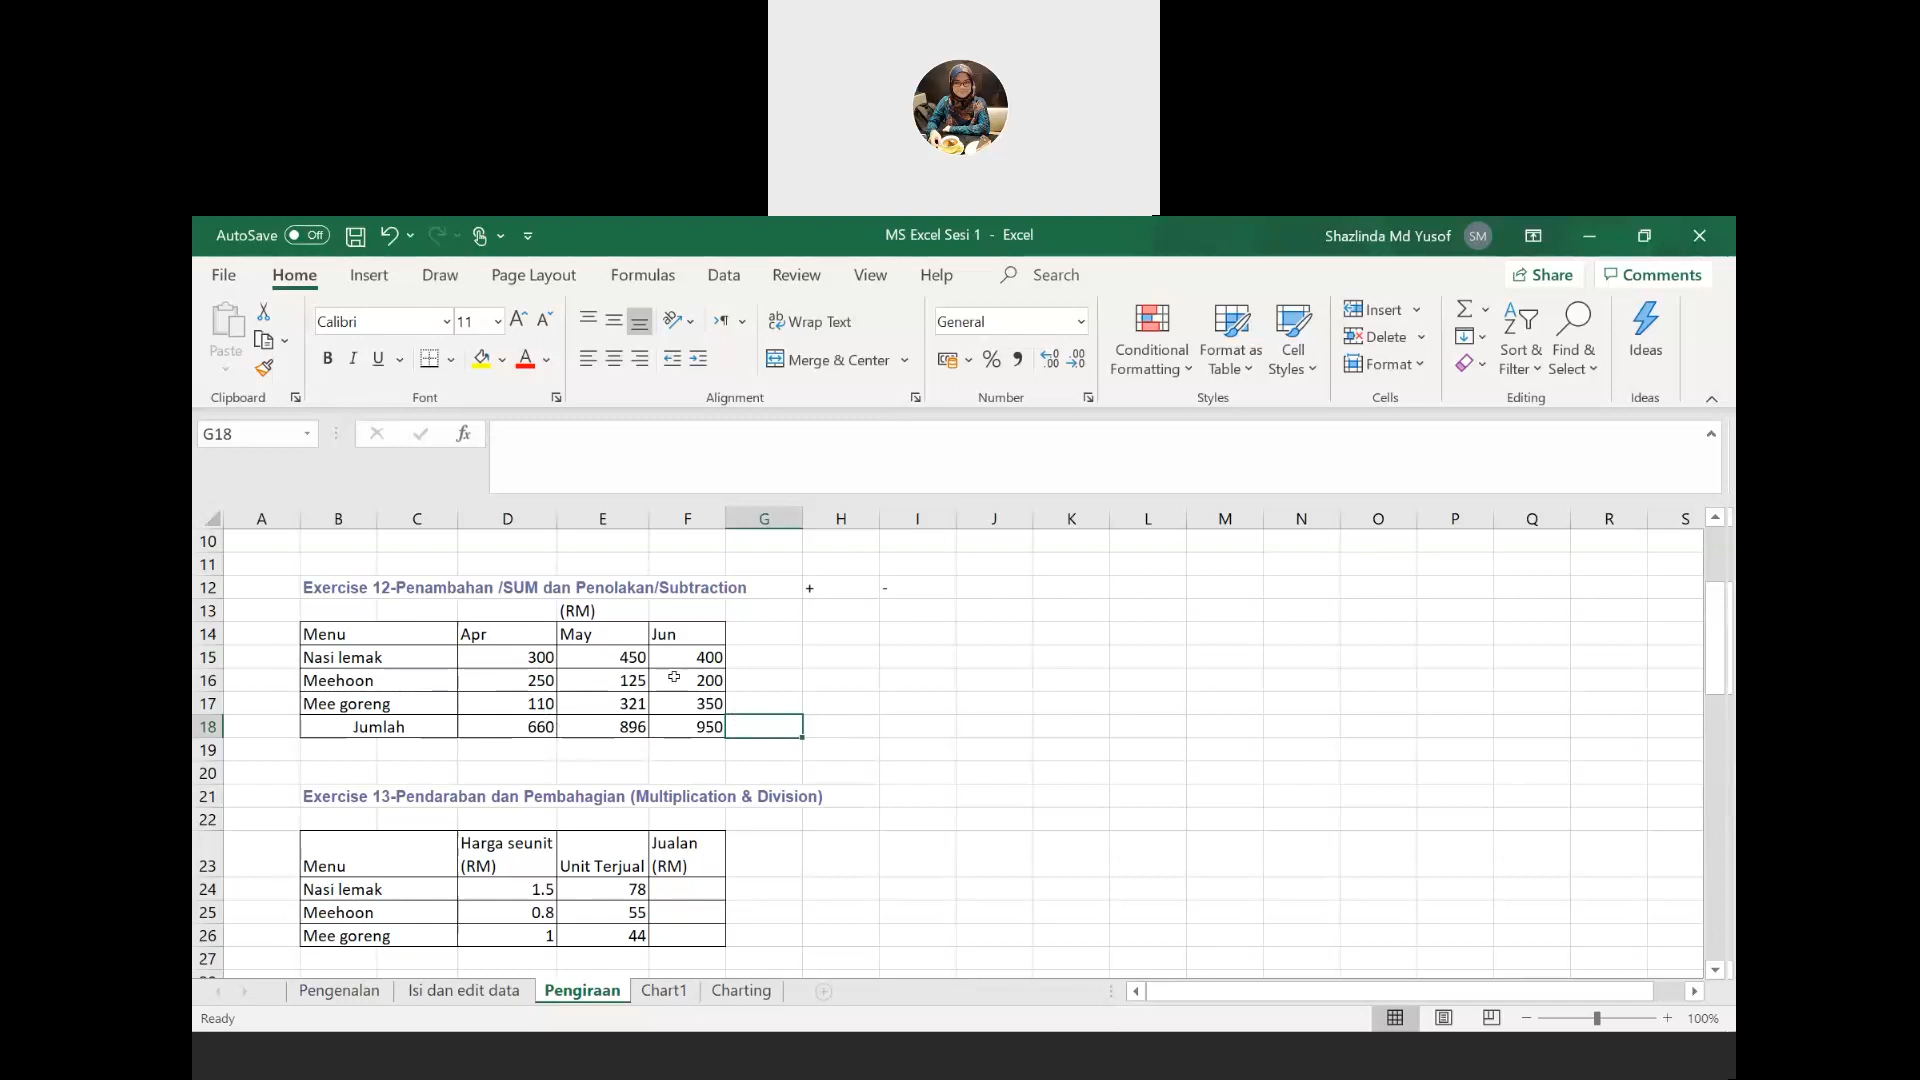 AutoSave Off
MS Excel Sesi 1 - Excel
Shazlinda Md Yusof SM
File Home Insert Draw Page Layout Formulas Data Review View Help Search Share Comments
Paste
Clipboard
Calibri 11
B I U A
Font
Wrap Text
Merge & Center
Alignment
General
% , .00 .00
Number
Conditional Formatting
Format as Table
Cell Styles
Styles
Insert
Delete
Format
Cells
Sort & Filter
Find & Select
Editing
Ideas
Ideas
G18 fx
A B C D E F G H I J K L M N O P Q R S
10
11
12 Exercise 12-Penambahan /SUM dan Penolakan/Subtraction + -
13 (RM)
14 Menu Apr May Jun
15 Nasi lemak 300 450 400
16 Meehoon 250 125 200
17 Mee goreng 110 321 350
18 Jumlah 660 896 950
19
20
21 Exercise 13-Pendaraban dan Pembahagian (Multiplication & Division)
22
23 Menu Harga seunit (RM) Unit Terjual Jualan (RM)
24 Nasi lemak 1.5 78
25 Meehoon 0.8 55
26 Mee goreng 1 44
27
Pengenalan Isi dan edit data Pengiraan Chart1 Charting
Ready 100%